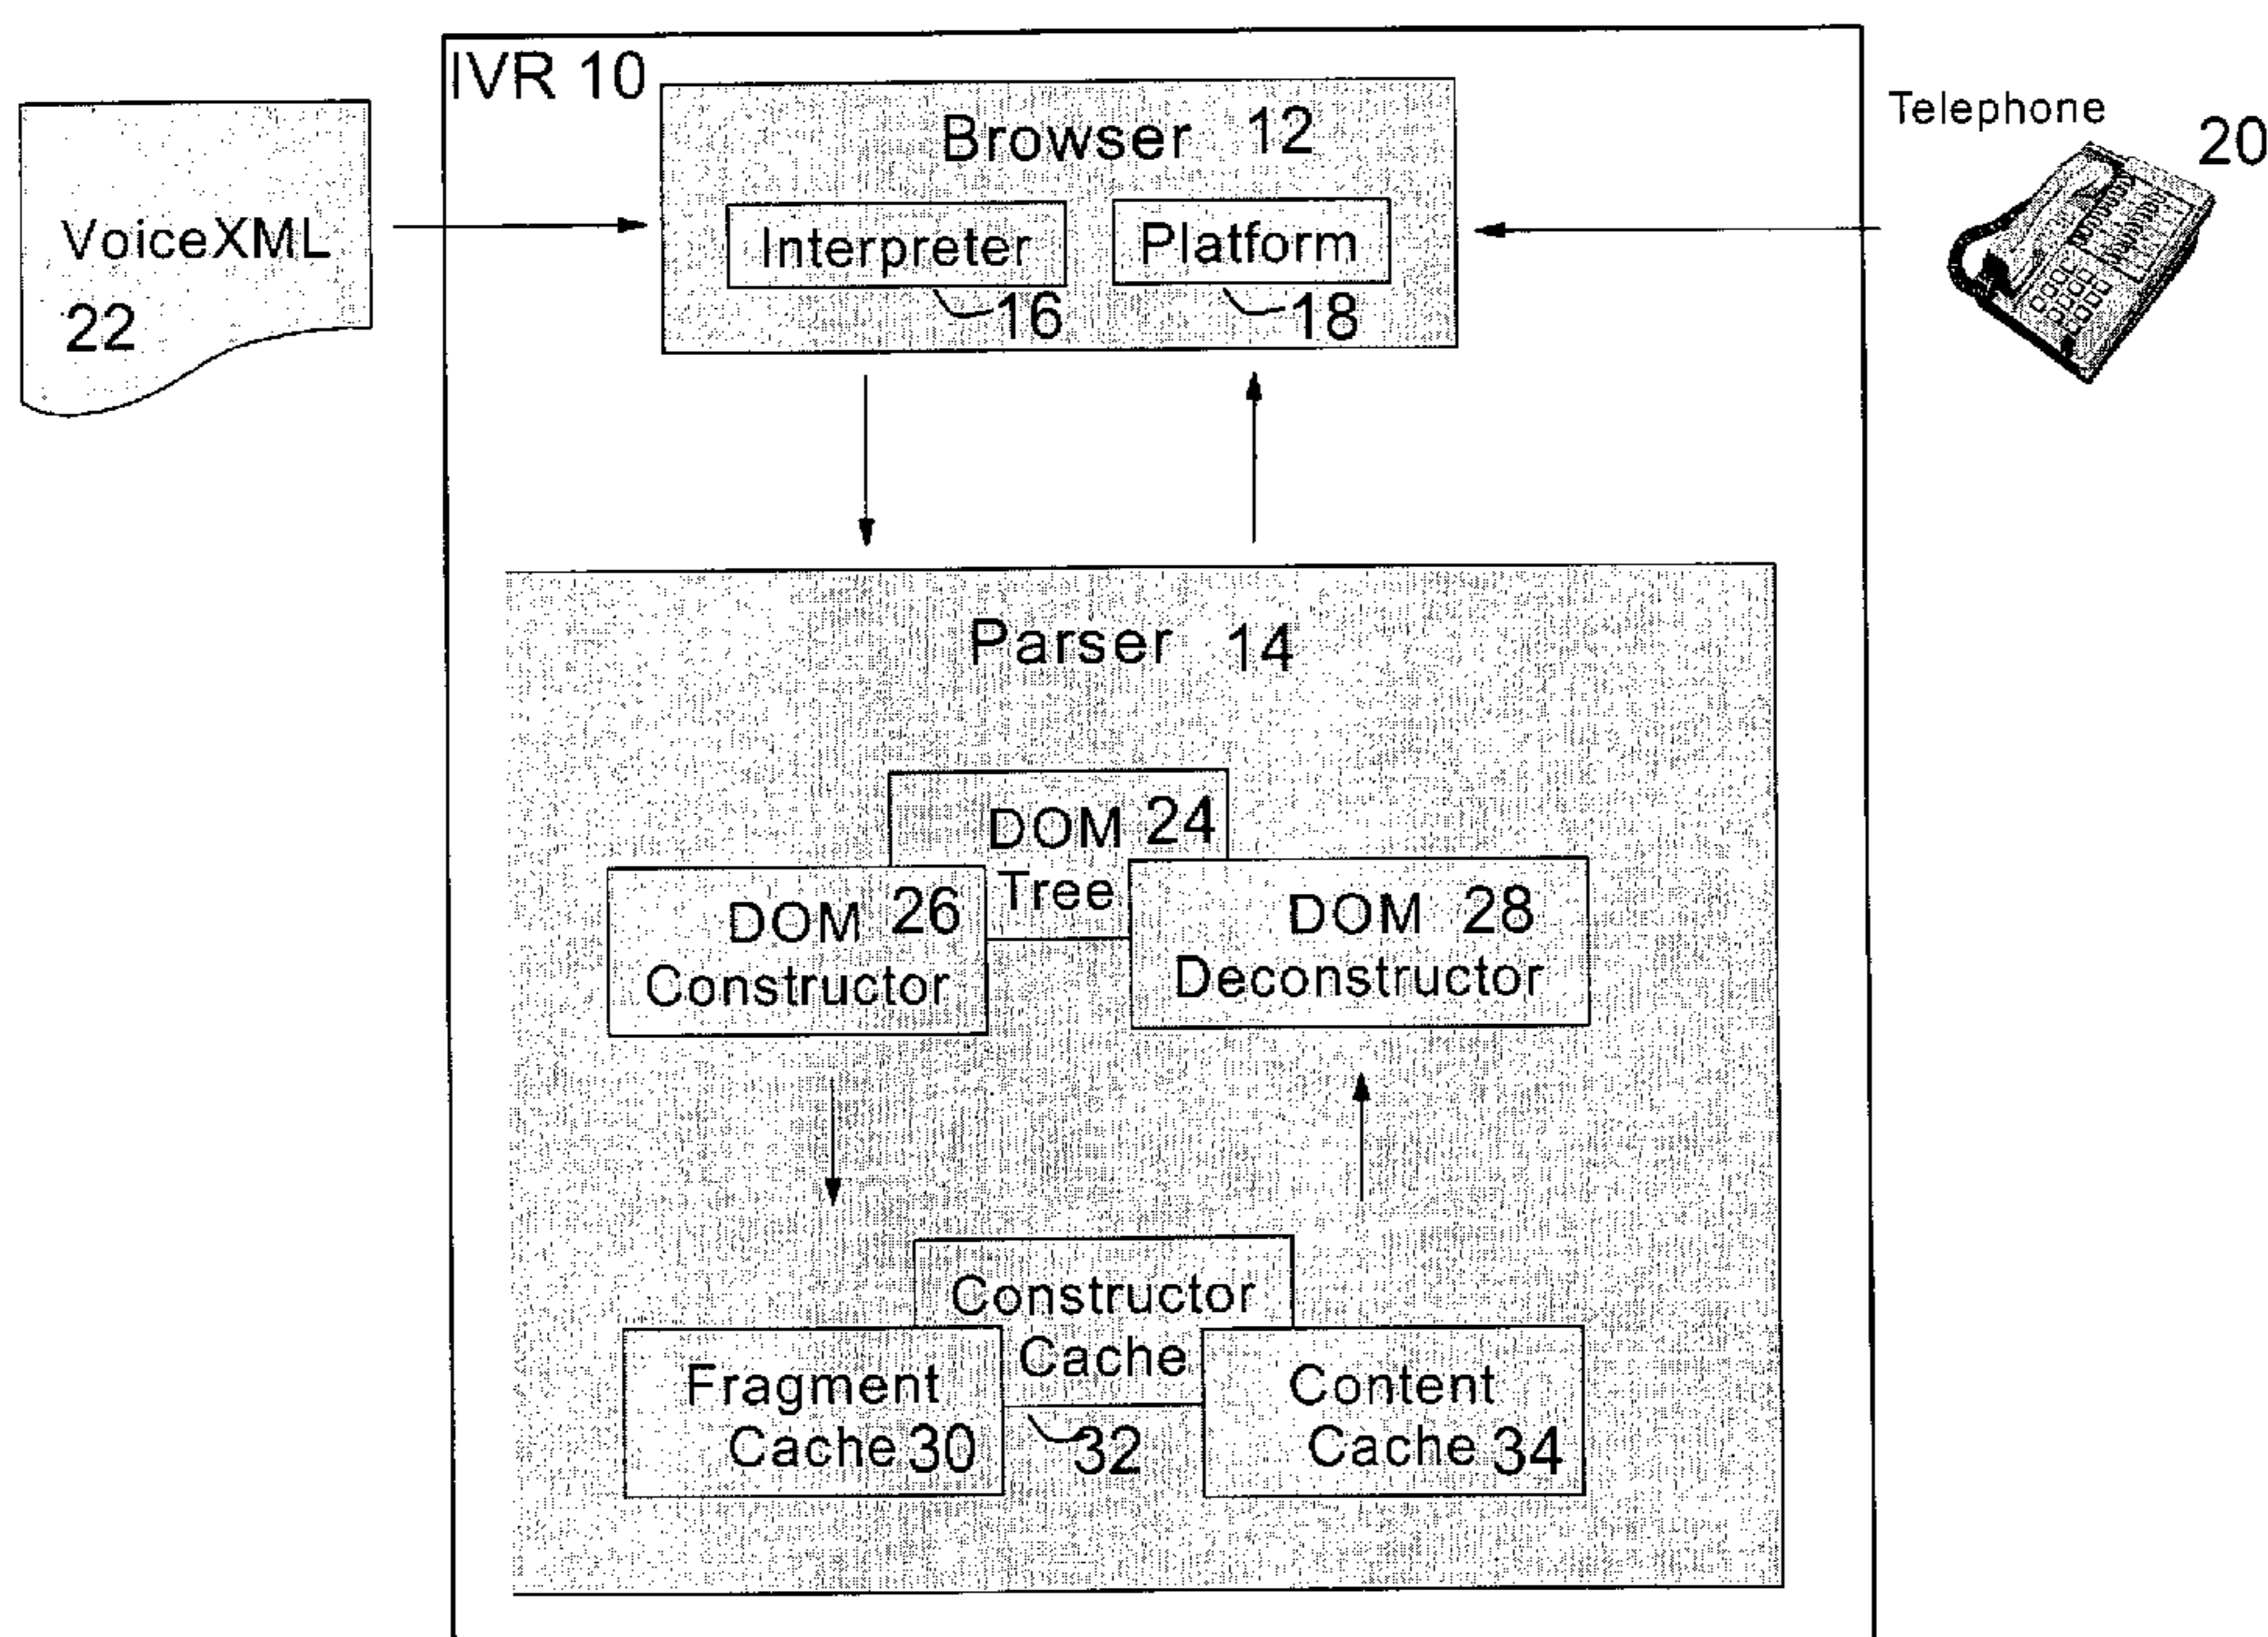 IVR 10
Browser 12
Telephone
20
VoiceXML
22
Interpreter
16
Platform
18
Parser 14
DOM 24
Tree
DOM 26
Constructor
DOM 28
Deconstructor
Constructor
Cache
32
Fragment
Cache 30
Content
Cache 34